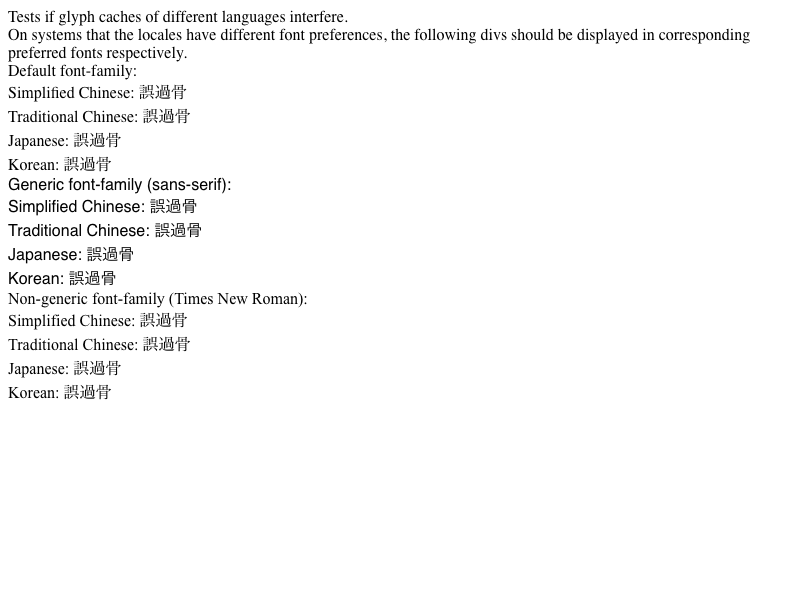 Tests if glyph caches of different languages interfere.
On systems that the locales have different font preferences, the following divs should be displayed in corresponding
preferred fonts respectively.
Default font-family:
Simplified Chinese: 誤過骨
Traditional Chinese: 誤過骨
Japanese: 誤過骨
Korean: 誤過骨
Generic font-family (sans-serif):
Simplified Chinese: 誤過骨
Traditional Chinese: 誤過骨
Japanese: 誤過骨
Korean: 誤過骨
Non-generic font-family (Times New Roman):
Simplified Chinese: 誤過骨
Traditional Chinese: 誤過骨
Japanese: 誤過骨
Korean: 誤過骨